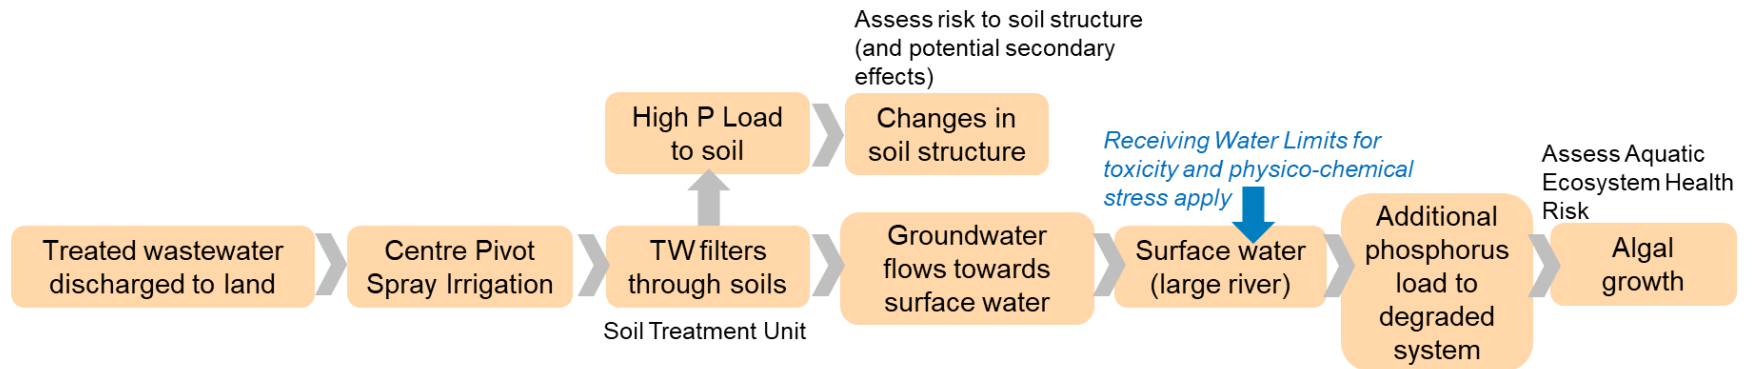 Assess risk to soil structure
(and potential secondary
effects)
High P Load
to soil
Changes in
soil structure
Receiving Water Limits for
toxicity and physico-chemical
stress apply
Assess Aquatic
Ecosystem Health
Risk
Treated wastewater
discharged to land
Centre Pivot
Spray Irrigation
TW filters
through soils
Soil Treatment Unit
Groundwater
flows towards
surface water
Surface water
(large river)
Additional
phosphorus
load to
degraded
system
Algal
growth